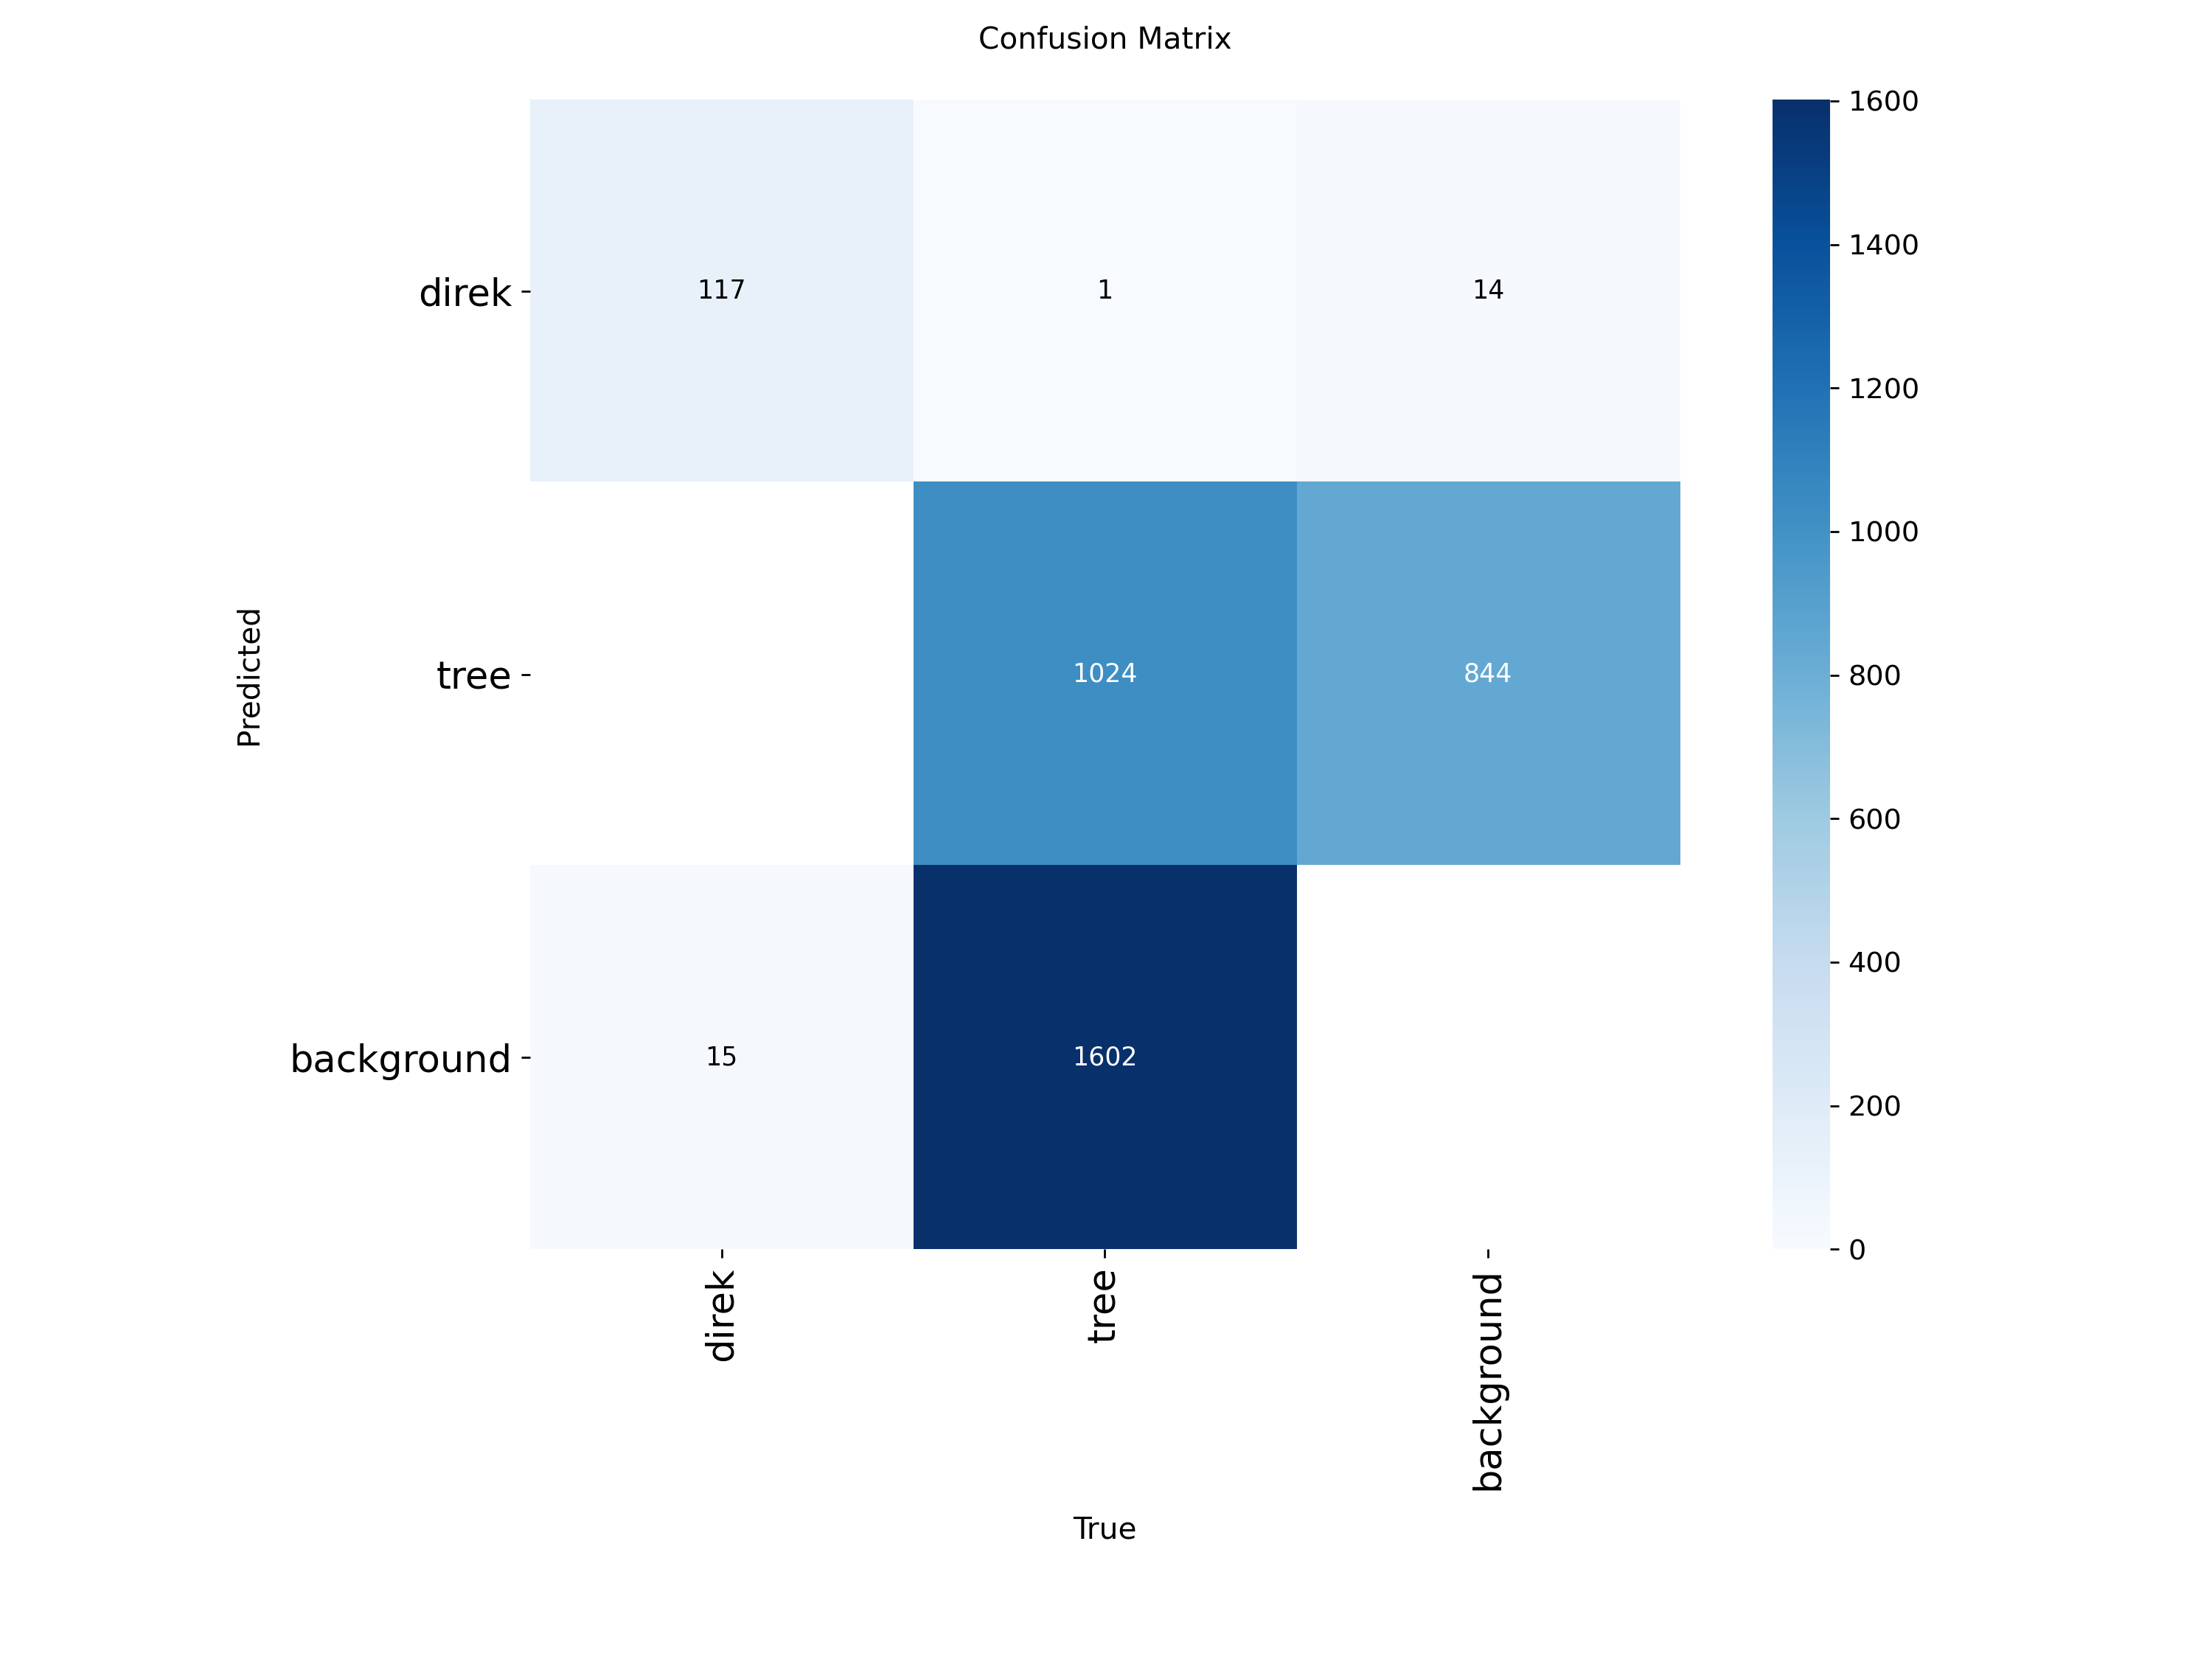 Confusion Matrix
direk
117
1
14
tree
1024
844
background
15
1602
Predicted
direk
tree
background
True
1600
1400
1200
1000
800
600
400
200
0